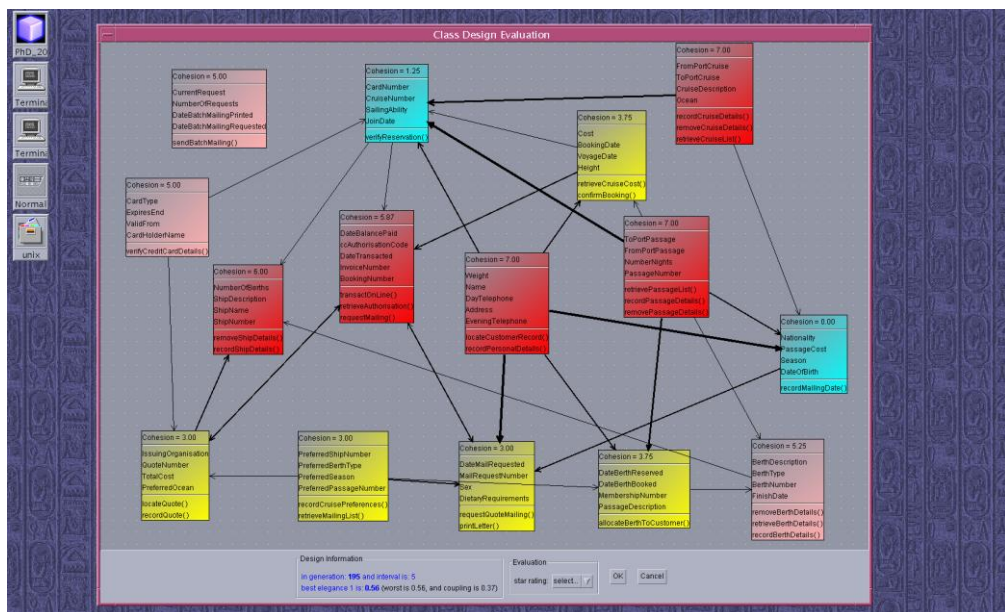 Class Design Evaluation
PhD_20
Termina
Termina
Normal
unix
Cohesion = 5.00
CurrentRequest
NumberOfRequests
DateBatchMailingPrinted
DateBatchMailingRequested
sendBatchMailing()
Cohesion = 1.25
CardNumber
CruiseNumber
SailingAbility
JoinDate
verifyReservation()
Cohesion = 7.00
FromPortCruise
ToPortCruise
CruiseDescription
Ocean
recordCruiseDetails()
removeCruiseDetails()
retrieveCruiseList()
Cohesion = 3.75
Cost
BookingDate
VoyageDate
Height
retrieveCruiseCost()
confirmBooking()
Cohesion = 5.00
CardType
ExpiresEnd
ValidFrom
CardHolderName
verifyCreditCardDetails()
Cohesion = 5.87
DateBalancePaid
ccAuthorisationCode
DateTransacted
InvoiceNumber
BookingNumber
transactOnLine()
retrieveAuthorisation()
requestMailing()
Cohesion = 7.00
ToPortPassage
FromPortPassage
NumberNights
PassageNumber
retrievePassageList()
recordPassageDetails()
removePassageDetails()
Cohesion = 6.00
NumberOfBerths
ShipDescription
ShipName
ShipNumber
removeShipDetails()
recordShipDetails()
Cohesion = 7.00
Weight
Name
DayTelephone
Address
EveningTelephone
locateCustomerRecord()
recordPersonalDetails()
Cohesion = 0.00
Nationality
PassageCost
Season
DateOfBirth
recordMailingDate()
Cohesion = 3.00
IssuingOrganisation
QuoteNumber
TotalCost
PreferredOcean
locateQuote()
recordQuote()
Cohesion = 3.00
PreferredShipNumber
PreferredBerthType
PreferredSeason
PreferredPassageNumber
recordCruisePreferences()
retrieveMailingList()
Cohesion = 3.00
DateMailRequested
MailRequestNumber
Sex
DietaryRequirements
requestQuoteMailing()
printLetter()
Cohesion = 3.75
DateBerthReserved
DateBerthBooked
MembershipNumber
PassageDescription
allocateBerthToCustomer()
Cohesion = 5.25
BerthDescription
BerthType
BerthNumber
FinishDate
removeBerthDetails()
retrieveBerthDetails()
recordBerthDetails()
Design Information
in generation: 195 and interval is: 5
best elegance 1 is: 0.56 (worst is 0.56, and coupling is 0.37)
Evaluation
star rating: select..
OK
Cancel